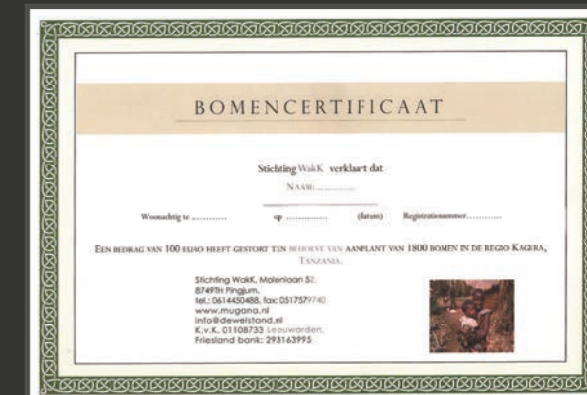 BOMENCERTIFICAAT
Stichting WakK verklaart dat
NAAM:..............
Woonachtig te ............ op .............. (datum) Registratienummer............
EEN BEDRAG VAN 100 EURO HEEFT GESTORT TEN BEHOEVE VAN AANPLANT VAN 1800 BOMEN IN DE REGIO KAGERA,
TANZANIA.
Stichting WakK, Molenlaan 52,
8749TH Pingjum,
tel.: 0614450488, fax: 0517579740
www.mugana.nl
info@dewelstand.nl
K.v.K. 01108733 Leeuwarden,
Friesland bank: 293163995